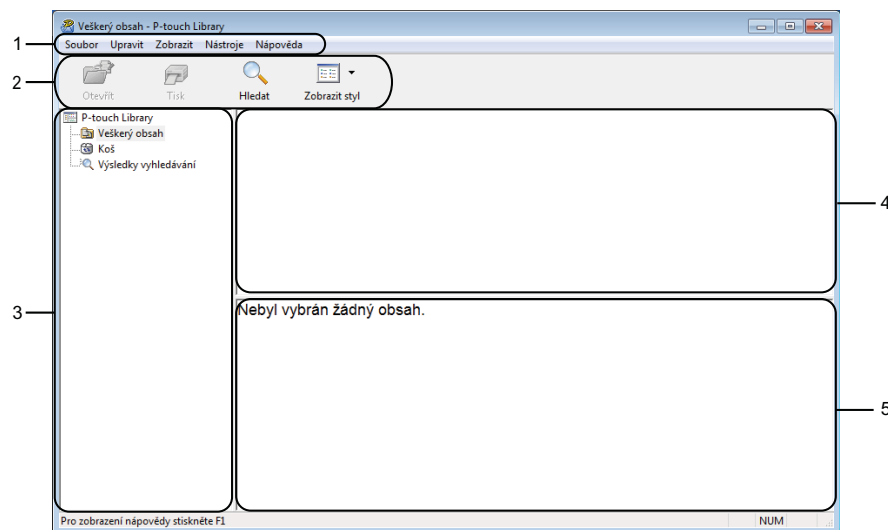 Veškerý obsah - P-touch Library
1
Soubor Upravit Zobrazit Nástroje Nápověda
2
Otevřít Tisk Hledat Zobrazit styl
P-touch Library
Veškerý obsah
Koš
Výsledky vyhledávání
4
3
Nebyl vybrán žádný obsah.
5
Pro zobrazení nápovědy stiskněte F1 NUM